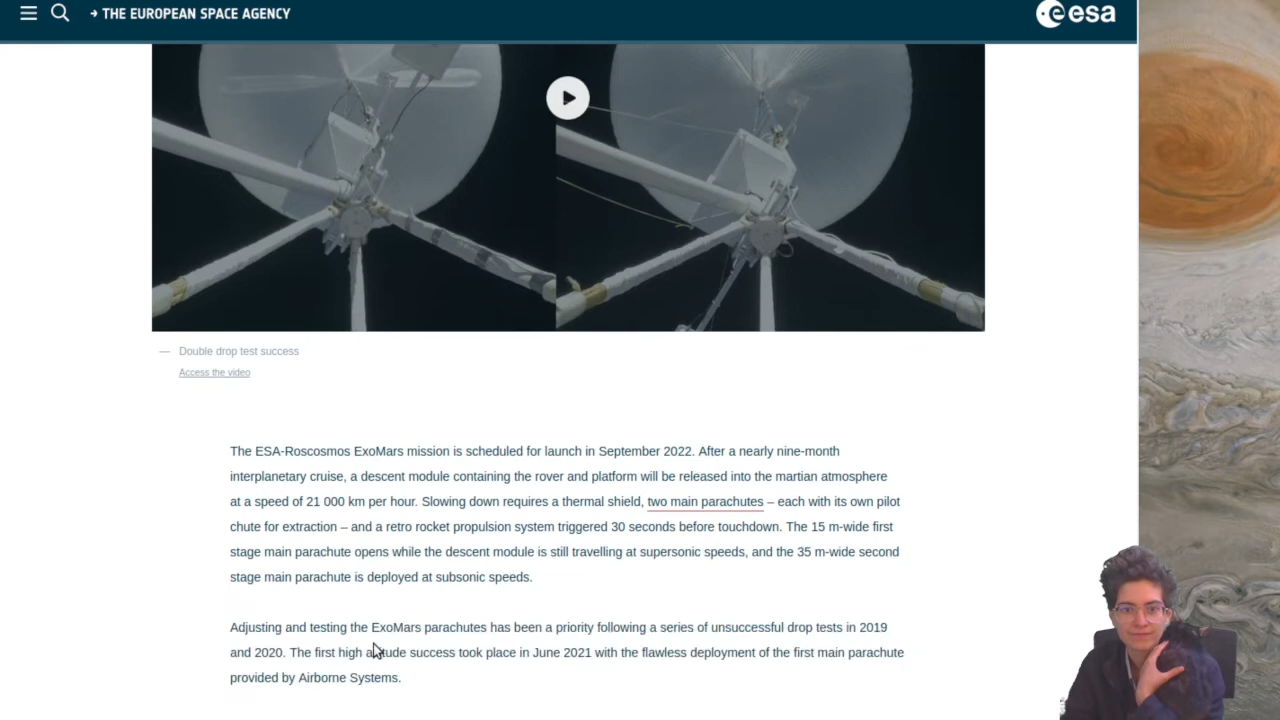 → THE EUROPEAN SPACE AGENCY
esa
— Double drop test success
Access the video
The ESA-Roscosmos ExoMars mission is scheduled for launch in September 2022. After a nearly nine-month
interplanetary cruise, a descent module containing the rover and platform will be released into the martian atmosphere
at a speed of 21 000 km per hour. Slowing down requires a thermal shield, two main parachutes – each with its own pilot
chute for extraction – and a retro rocket propulsion system triggered 30 seconds before touchdown. The 15 m-wide first
stage main parachute opens while the descent module is still travelling at supersonic speeds, and the 35 m-wide second
stage main parachute is deployed at subsonic speeds.
Adjusting and testing the ExoMars parachutes has been a priority following a series of unsuccessful drop tests in 2019
and 2020. The first high altitude success took place in June 2021 with the flawless deployment of the first main parachute
provided by Airborne Systems.